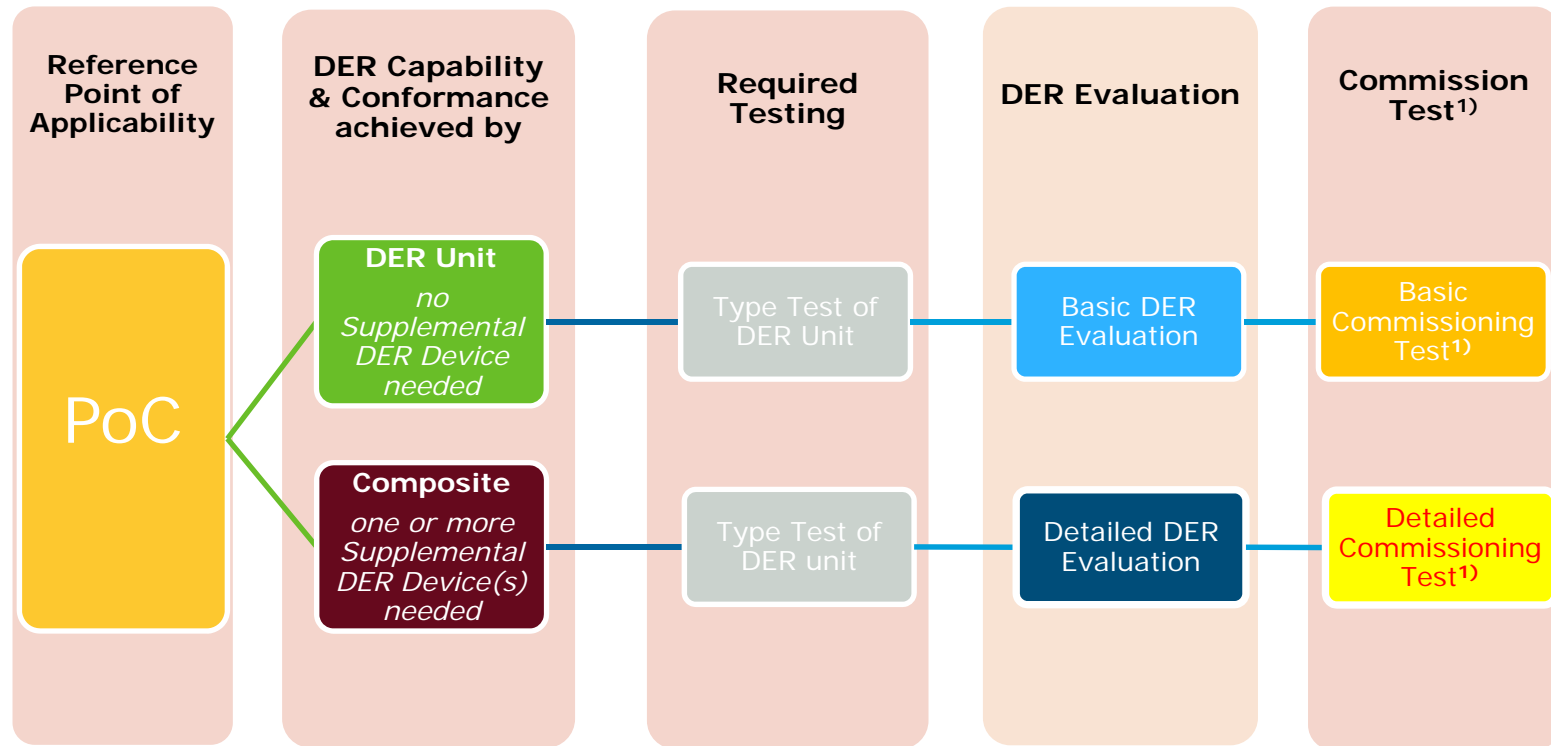 Reference
Point of
Applicability
DER Capability
& Conformance
achieved by
Required
Testing
DER Evaluation
Commission
Test¹⁾
PoC
DER Unit
no
Supplemental
DER Device
needed
Type Test of
DER Unit
Basic DER
Evaluation
Basic
Commissioning
Test¹⁾
Composite
one or more
Supplemental
DER Device(s)
needed
Type Test of
DER unit
Detailed DER
Evaluation
Detailed
Commissioning
Test¹⁾